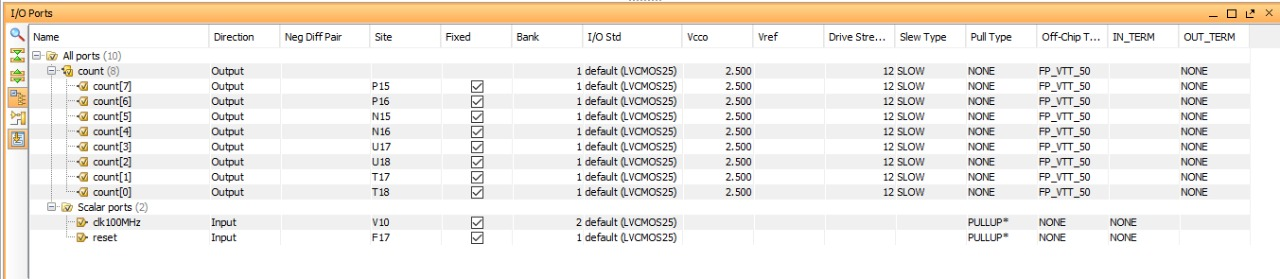 I/O Ports
Name Direction Neg Diff Pair Site Fixed Bank I/O Std Vcco Vref Drive Stre... Slew Type Pull Type Off-Chip T... IN_TERM OUT_TERM
All ports (10)
count (8) Output 1 default (LVCMOS25) 2.500 12 SLOW NONE FP_VTT_50 NONE
count[7] Output P15 1 default (LVCMOS25) 2.500 12 SLOW NONE FP_VTT_50 NONE
count[6] Output P16 1 default (LVCMOS25) 2.500 12 SLOW NONE FP_VTT_50 NONE
count[5] Output N15 1 default (LVCMOS25) 2.500 12 SLOW NONE FP_VTT_50 NONE
count[4] Output N16 1 default (LVCMOS25) 2.500 12 SLOW NONE FP_VTT_50 NONE
count[3] Output U17 1 default (LVCMOS25) 2.500 12 SLOW NONE FP_VTT_50 NONE
count[2] Output U18 1 default (LVCMOS25) 2.500 12 SLOW NONE FP_VTT_50 NONE
count[1] Output T17 1 default (LVCMOS25) 2.500 12 SLOW NONE FP_VTT_50 NONE
count[0] Output T18 1 default (LVCMOS25) 2.500 12 SLOW NONE FP_VTT_50 NONE
Scalar ports (2)
clk100MHz Input V10 2 default (LVCMOS25) PULLUP* NONE NONE
reset Input F17 1 default (LVCMOS25) PULLUP* NONE NONE